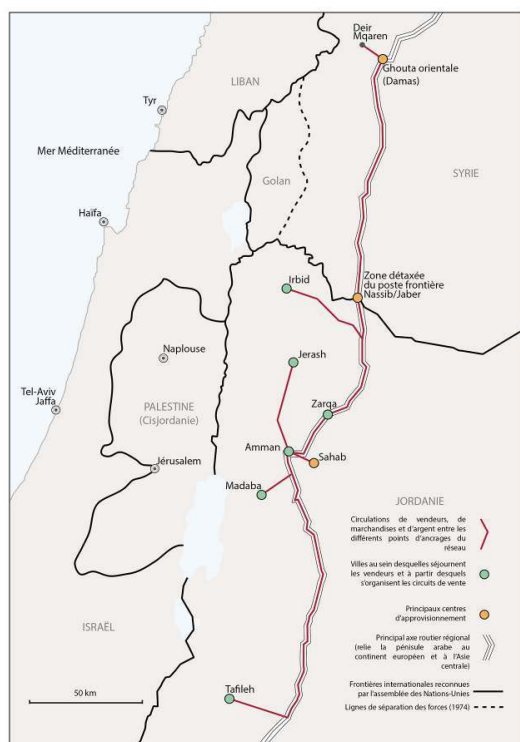 Deir
Mqaren
Ghouta orientale
(Damas)
LIBAN
Tyr
Mer Méditerranée
Golan
SYRIE
Haïfa
Zone détaxée
du poste frontière
Nassib/Jaber
Irbid
Naplouse
Jerash
Tel-Aviv
Jaffa
PALESTINE
(Cisjordanie)
Zarqa
Amman
Sahab
Jérusalem
Madaba
JORDANIE
Circulations de vendeurs, de
marchandises et d'argent entre les
différents points d'ancrages du
réseau
Villes au sein desquelles séjournent
les vendeurs et à partir desquels
s'organisent les circuits de vente
Principaux centres
d'approvisionnement
Principal axe routier régional
(relie la pénisule arabe au
continent européen et à l'Asie
centrale)
Frontières internationales reconnues
par l'assemblée des Nations-Unies
Lignes de séparation des forces (1974)
ISRAËL
50 km
Tafileh